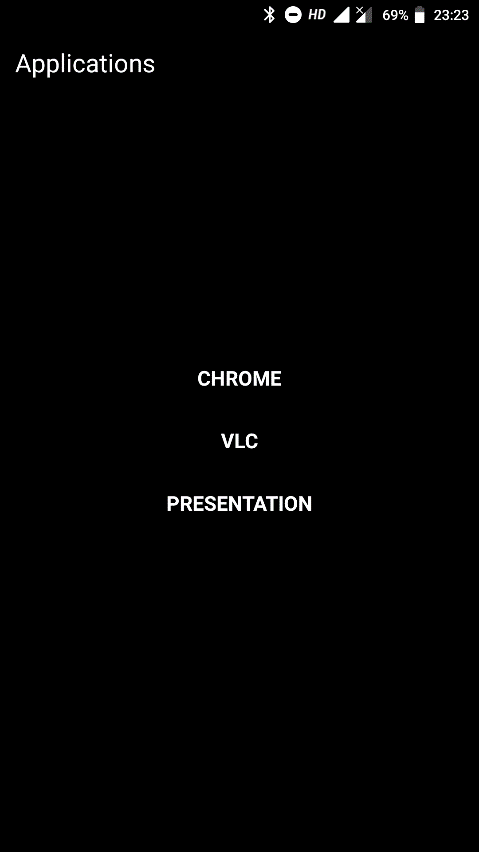 HD 69% 23:23
Applications
CHROME
VLC
PRESENTATION